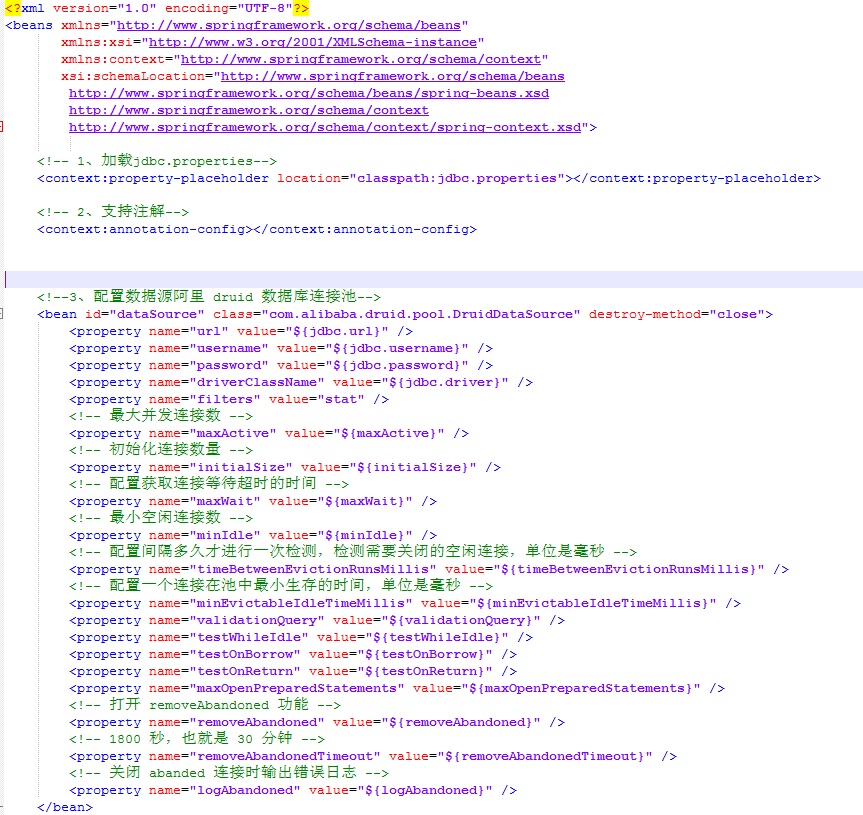 <?xml version="1.0" encoding="UTF-8"?>
<beans xmlns="http://www.springframework.org/schema/beans"
xmlns:xsi="http://www.w3.org/2001/XMLSchema-instance"
xmlns:context="http://www.springframework.org/schema/context"
xsi:schemaLocation="http://www.springframework.org/schema/beans
http://www.springframework.org/schema/beans/spring-beans.xsd
http://www.springframework.org/schema/context
http://www.springframework.org/schema/context/spring-context.xsd">
<!-- 1、加载jdbc.properties-->
<context:property-placeholder location="classpath:jdbc.properties"></context:property-placeholder>
<!-- 2、支持注解-->
<context:annotation-config></context:annotation-config>
<!--3、配置数据源阿里 druid 数据库连接池-->
<bean id="dataSource" class="com.alibaba.druid.pool.DruidDataSource" destroy-method="close">
<property name="url" value="${jdbc.url}" />
<property name="username" value="${jdbc.username}" />
<property name="password" value="${jdbc.password}" />
<property name="driverClassName" value="${jdbc.driver}" />
<property name="filters" value="stat" />
<!-- 最大并发连接数 -->
<property name="maxActive" value="${maxActive}" />
<!-- 初始化连接数量 -->
<property name="initialSize" value="${initialSize}" />
<!-- 配置获取连接等待超时的时间 -->
<property name="maxWait" value="${maxWait}" />
<!-- 最小空闲连接数 -->
<property name="minIdle" value="${minIdle}" />
<!-- 配置间隔多久才进行一次检测，检测需要关闭的空闲连接，单位是毫秒 -->
<property name="timeBetweenEvictionRunsMillis" value="${timeBetweenEvictionRunsMillis}" />
<!-- 配置一个连接在池中最小生存的时间，单位是毫秒 -->
<property name="minEvictableIdleTimeMillis" value="${minEvictableIdleTimeMillis}" />
<property name="validationQuery" value="${validationQuery}" />
<property name="testWhileIdle" value="${testWhileIdle}" />
<property name="testOnBorrow" value="${testOnBorrow}" />
<property name="testOnReturn" value="${testOnReturn}" />
<property name="maxOpenPreparedStatements" value="${maxOpenPreparedStatements}" />
<!-- 打开 removeAbandoned 功能 -->
<property name="removeAbandoned" value="${removeAbandoned}" />
<!-- 1800 秒，也就是 30 分钟 -->
<property name="removeAbandonedTimeout" value="${removeAbandonedTimeout}" />
<!-- 关闭 abanded 连接时输出错误日志 -->
<property name="logAbandoned" value="${logAbandoned}" />
</bean>